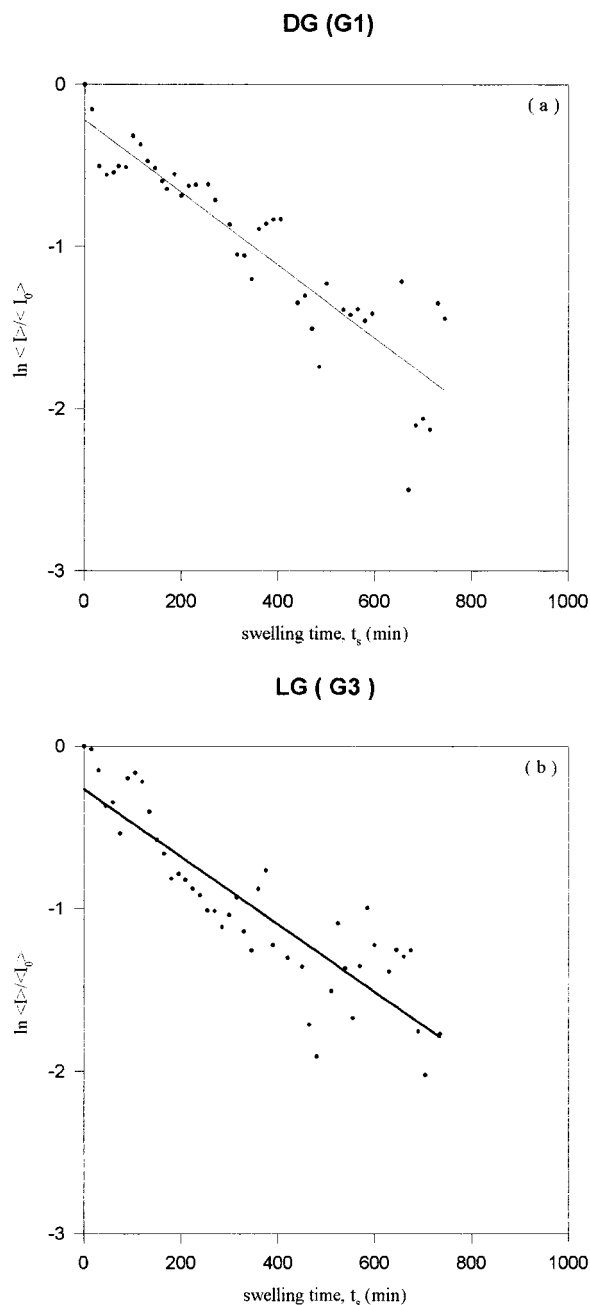 DG (G1)
( a )
0
-1
-2
-3
ln < I>/< I₀>
0 200 400 600 800 1000
swelling time, tₛ (min)
LG ( G3 )
( b )
0
-1
-2
-3
ln <I>/<I₀>
0 200 400 600 800 1000
swelling time, tₛ (min)